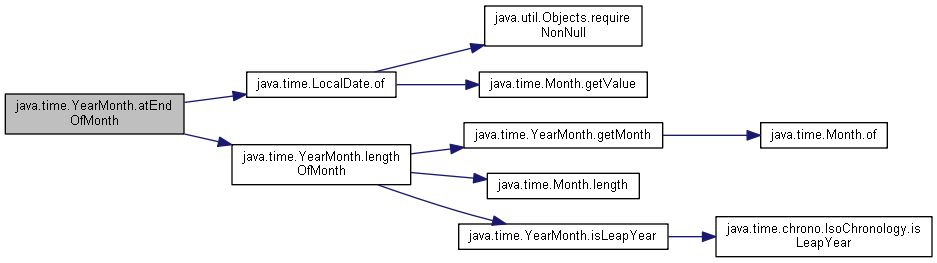 java.util.Objects.require
NonNull
java.time.LocalDate.of
java.time.Month.getValue
java.time.YearMonth.atEnd
OfMonth
java.time.YearMonth.getMonth
java.time.Month.of
java.time.YearMonth.length
OfMonth
java.time.Month.length
java.time.YearMonth.isLeapYear
java.time.chrono.IsoChronology.is
LeapYear